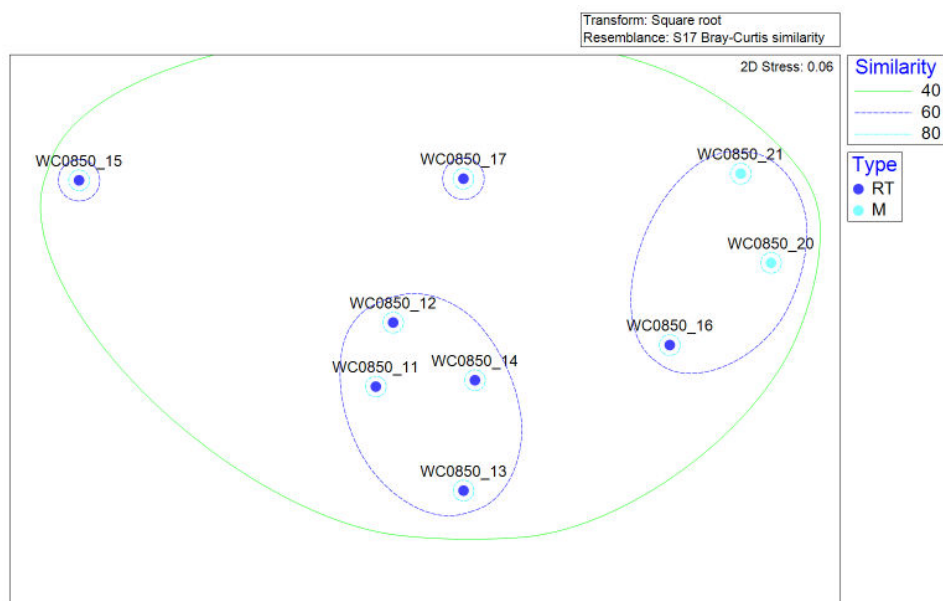 Transform: Square root
Resemblance: S17 Bray-Curtis similarity
2D Stress: 0.06
Similarity
40
60
80
Type
RT
M
WC0850_15
WC0850_17
WC0850_21
WC0850_20
WC0850_12
WC0850_16
WC0850_11
WC0850_14
WC0850_13